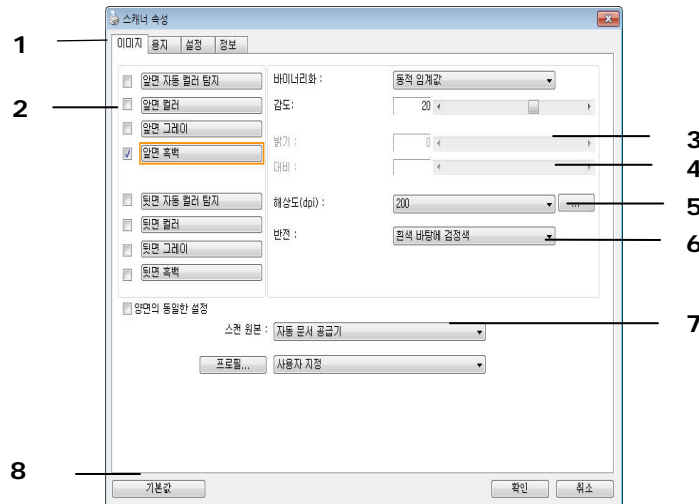 스캐너 속성
1
이미지 용지 설정 정보
2
앞면 자동 컬러 탐지
앞면 컬러
앞면 그레이
앞면 흑백
뒷면 자동 컬러 탐지
뒷면 컬러
뒷면 그레이
뒷면 흑백
바이너리화 : 동적 임계값
감도: 20
밝기 : 0
3
대비 :
4
해상도(dpi) : 200 ...
5
반전 : 흰색 바탕에 검정색
6
양면의 동일한 설정
스캔 원본 : 자동 문서 공급기
7
프로필... 사용자 지정
8
기본값 확인 취소